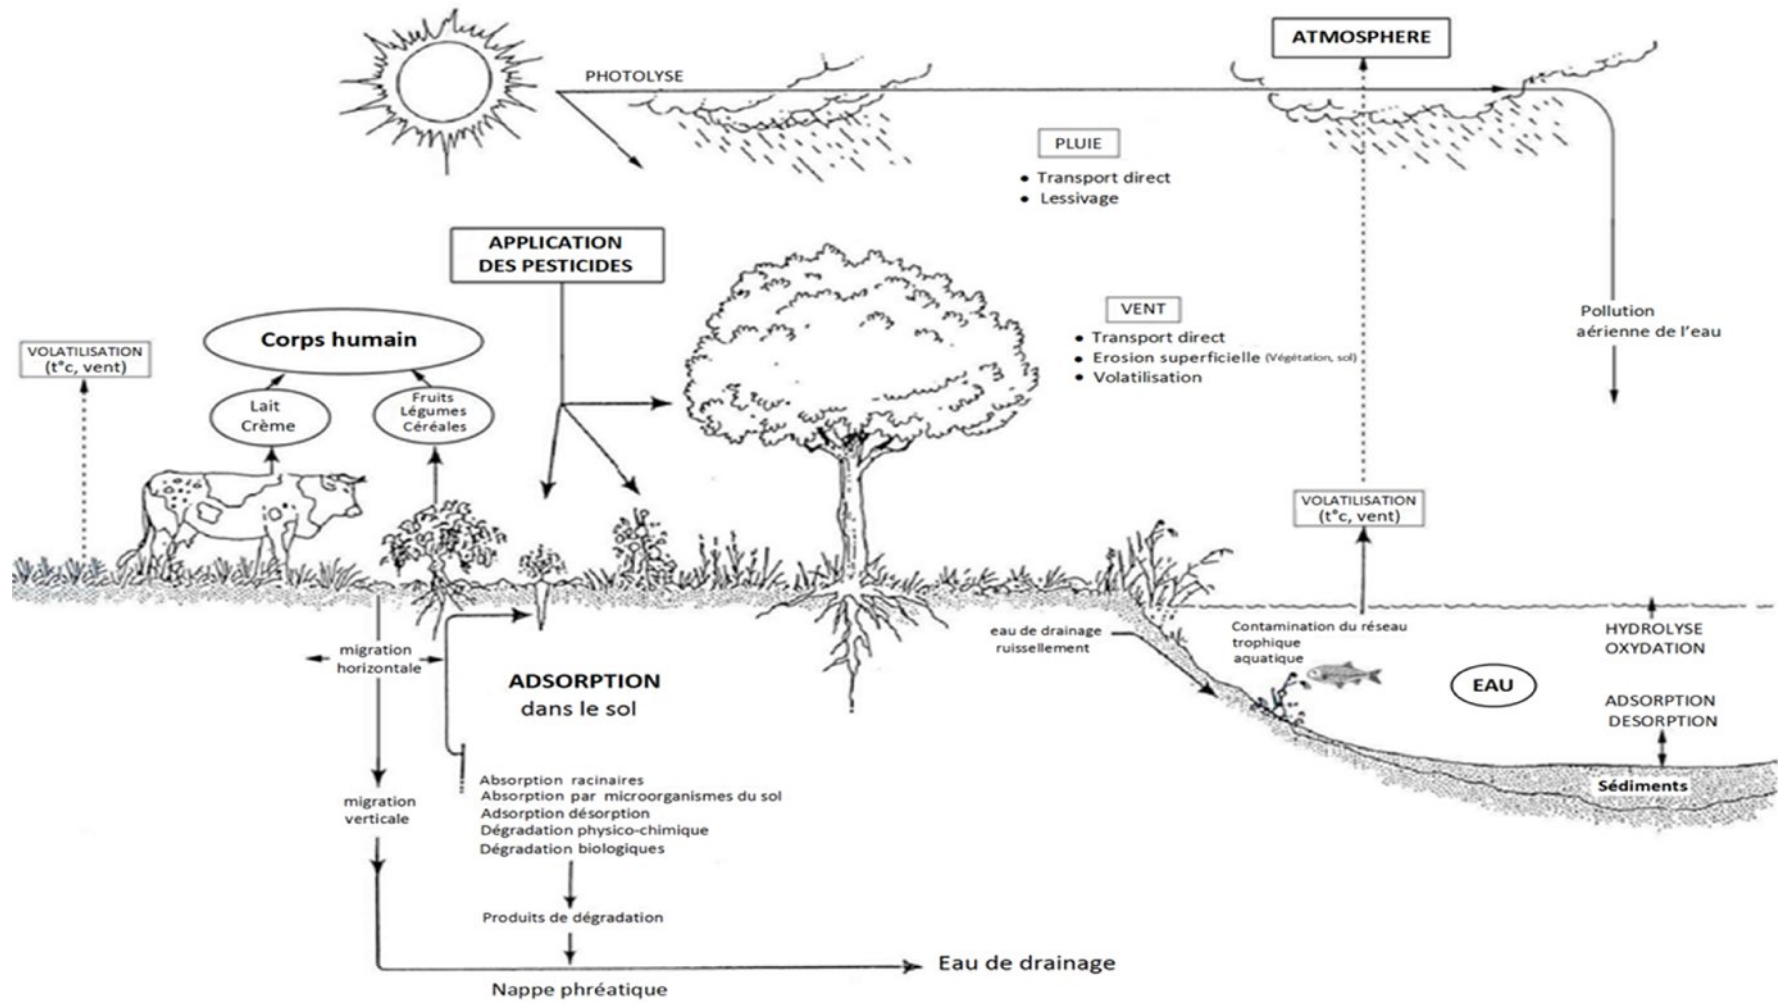 ATMOSPHERE
PHOTOLYSE
PLUIE
• Transport direct
• Lessivage
APPLICATION
DES PESTICIDES
VENT
• Transport direct
• Erosion superficielle (Végétation, sol)
• Volatilisation
Pollution
aérienne de l'eau
Corps humain
VOLATILISATION
(t°c, vent)
Lait
Crème
Fruits
Légumes
Céréales
VOLATILISATION
(t°c, vent)
migration
horizontale
ADSORPTION
dans le sol
eau de drainage
ruissellement
Contamination du réseau
trophique
aquatique
HYDROLYSE
OXYDATION
EAU
ADSORPTION
DESORPTION
Sédiments
migration
verticale
Absorption racinaires
Absorption par microorganismes du sol
Adsorption désorption
Dégradation physico-chimique
Dégradation biologiques
Produits de dégradation
Eau de drainage
Nappe phréatique